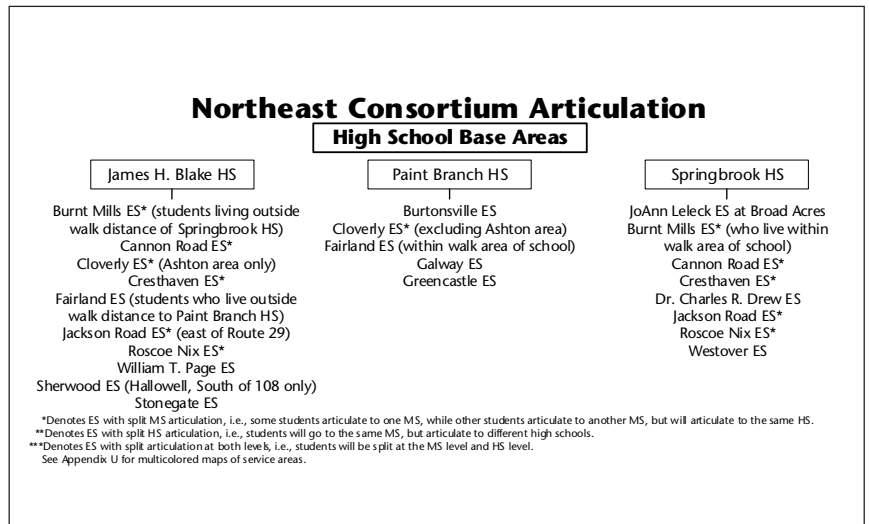 Northeast Consortium Articulation
High School Base Areas
James H. Blake HS
Burnt Mills ES* (students living outside
walk distance of Springbrook HS)
Cannon Road ES*
Cloverly ES* (Ashton area only)
Cresthaven ES*
Fairland ES (students who live outside
walk distance to Paint Branch HS)
Jackson Road ES* (east of Route 29)
Roscoe Nix ES*
William T. Page ES
Sherwood ES (Hallowell, South of 108 only)
Stonegate ES
Paint Branch HS
Burtonsville ES
Cloverly ES* (excluding Ashton area)
Fairland ES (within walk area of school)
Galway ES
Greencastle ES
Springbrook HS
JoAnn Leleck ES at Broad Acres
Burnt Mills ES* (who live within
walk area of school)
Cannon Road ES*
Cresthaven ES*
Dr. Charles R. Drew ES
Jackson Road ES*
Roscoe Nix ES*
Westover ES
*Denotes ES with split MS articulation, i.e., some students articulate to one MS, while other students articulate to another MS, but will articulate to the same HS.
**Denotes ES with split HS articulation, i.e., students will go to the same MS, but articulate to different high schools.
***Denotes ES with split articulation at both levels, i.e., students will be split at the MS level and HS level.
See Appendix U for multicolored maps of service areas.